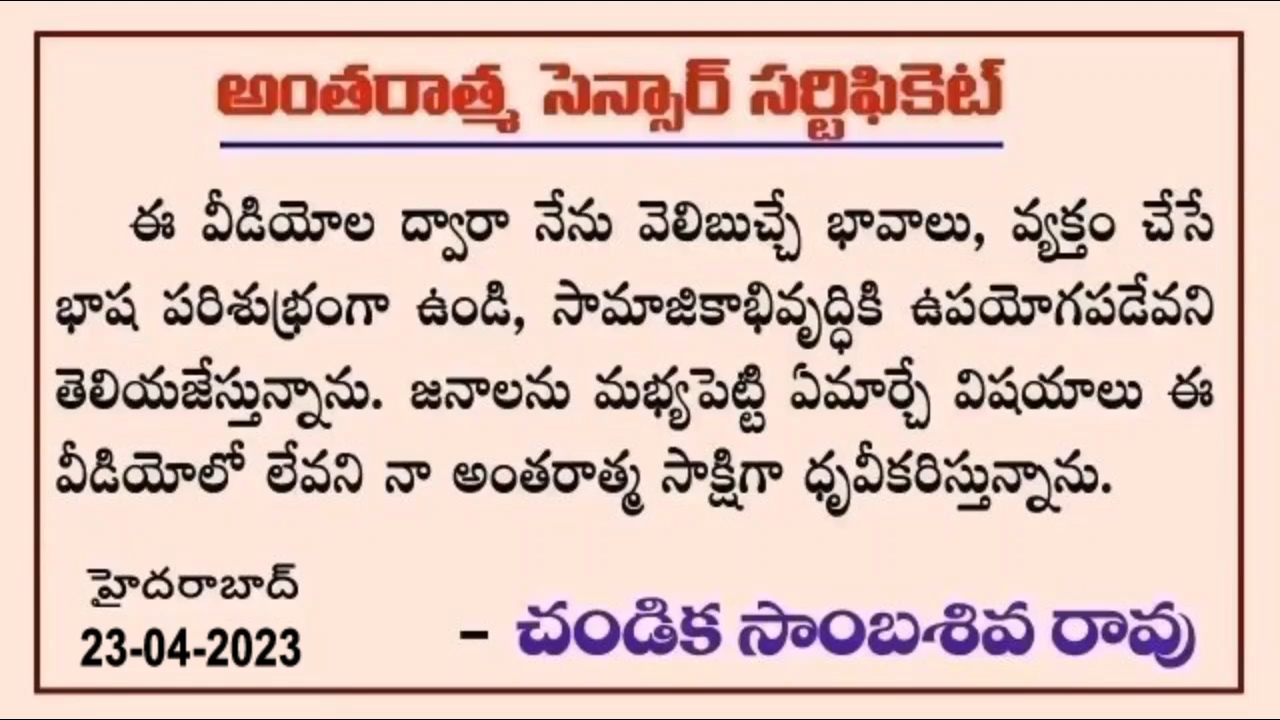 అంతరాత్మ సెన్సార్ సర్టిఫికెట్
ఈ వీడియోల ద్వారా నేను వెలిబుచ్చే భావాలు, వ్యక్తం చేసే
భాష పరిశుభ్రంగా ఉండి, సామాజికాభివృద్ధికి ఉపయోగపడేవని
తెలియజేస్తున్నాను. జనాలను మభ్యపెట్టి ఏమార్చే విషయాలు ఈ
వీడియోలో లేవని నా అంతరాత్మ సాక్షిగా ధృవీకరిస్తున్నాను.
హైదరాబాద్
23-04-2023
– చండిక సాంబశివ రావు